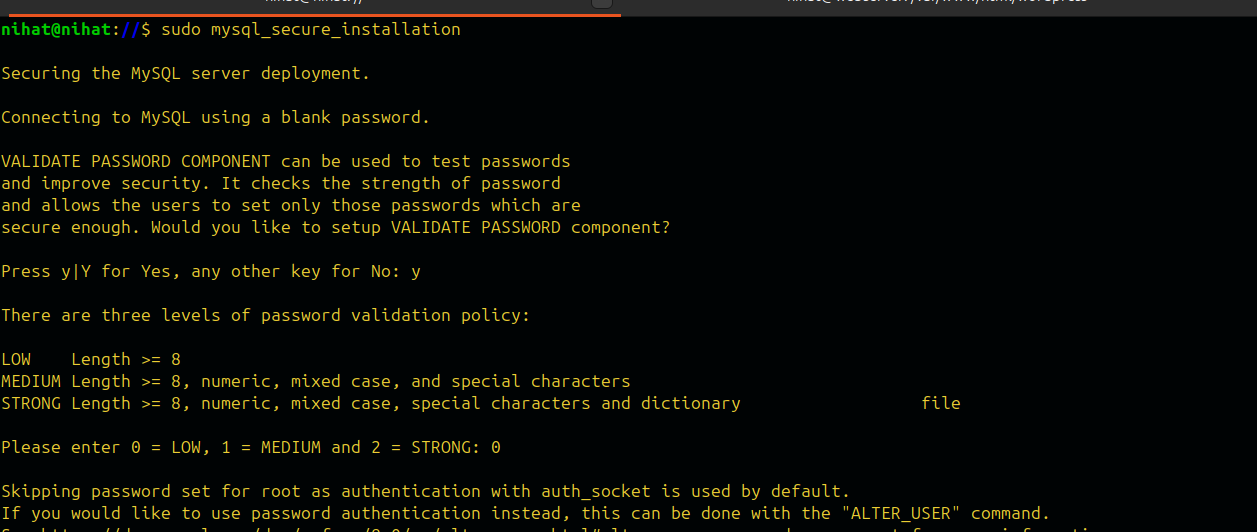 nihat@nihat://$ sudo mysql_secure_installation
Securing the MySQL server deployment.
Connecting to MySQL using a blank password.
VALIDATE PASSWORD COMPONENT can be used to test passwords
and improve security. It checks the strength of password
and allows the users to set only those passwords which are
secure enough. Would you like to setup VALIDATE PASSWORD component?
Press y|Y for Yes, any other key for No: y
There are three levels of password validation policy:
LOW    Length >= 8
MEDIUM Length >= 8, numeric, mixed case, and special characters
STRONG Length >= 8, numeric, mixed case, special characters and dictionary                  file
Please enter 0 = LOW, 1 = MEDIUM and 2 = STRONG: 0
Skipping password set for root as authentication with auth_socket is used by default.
If you would like to use password authentication instead, this can be done with the "ALTER_USER" command.